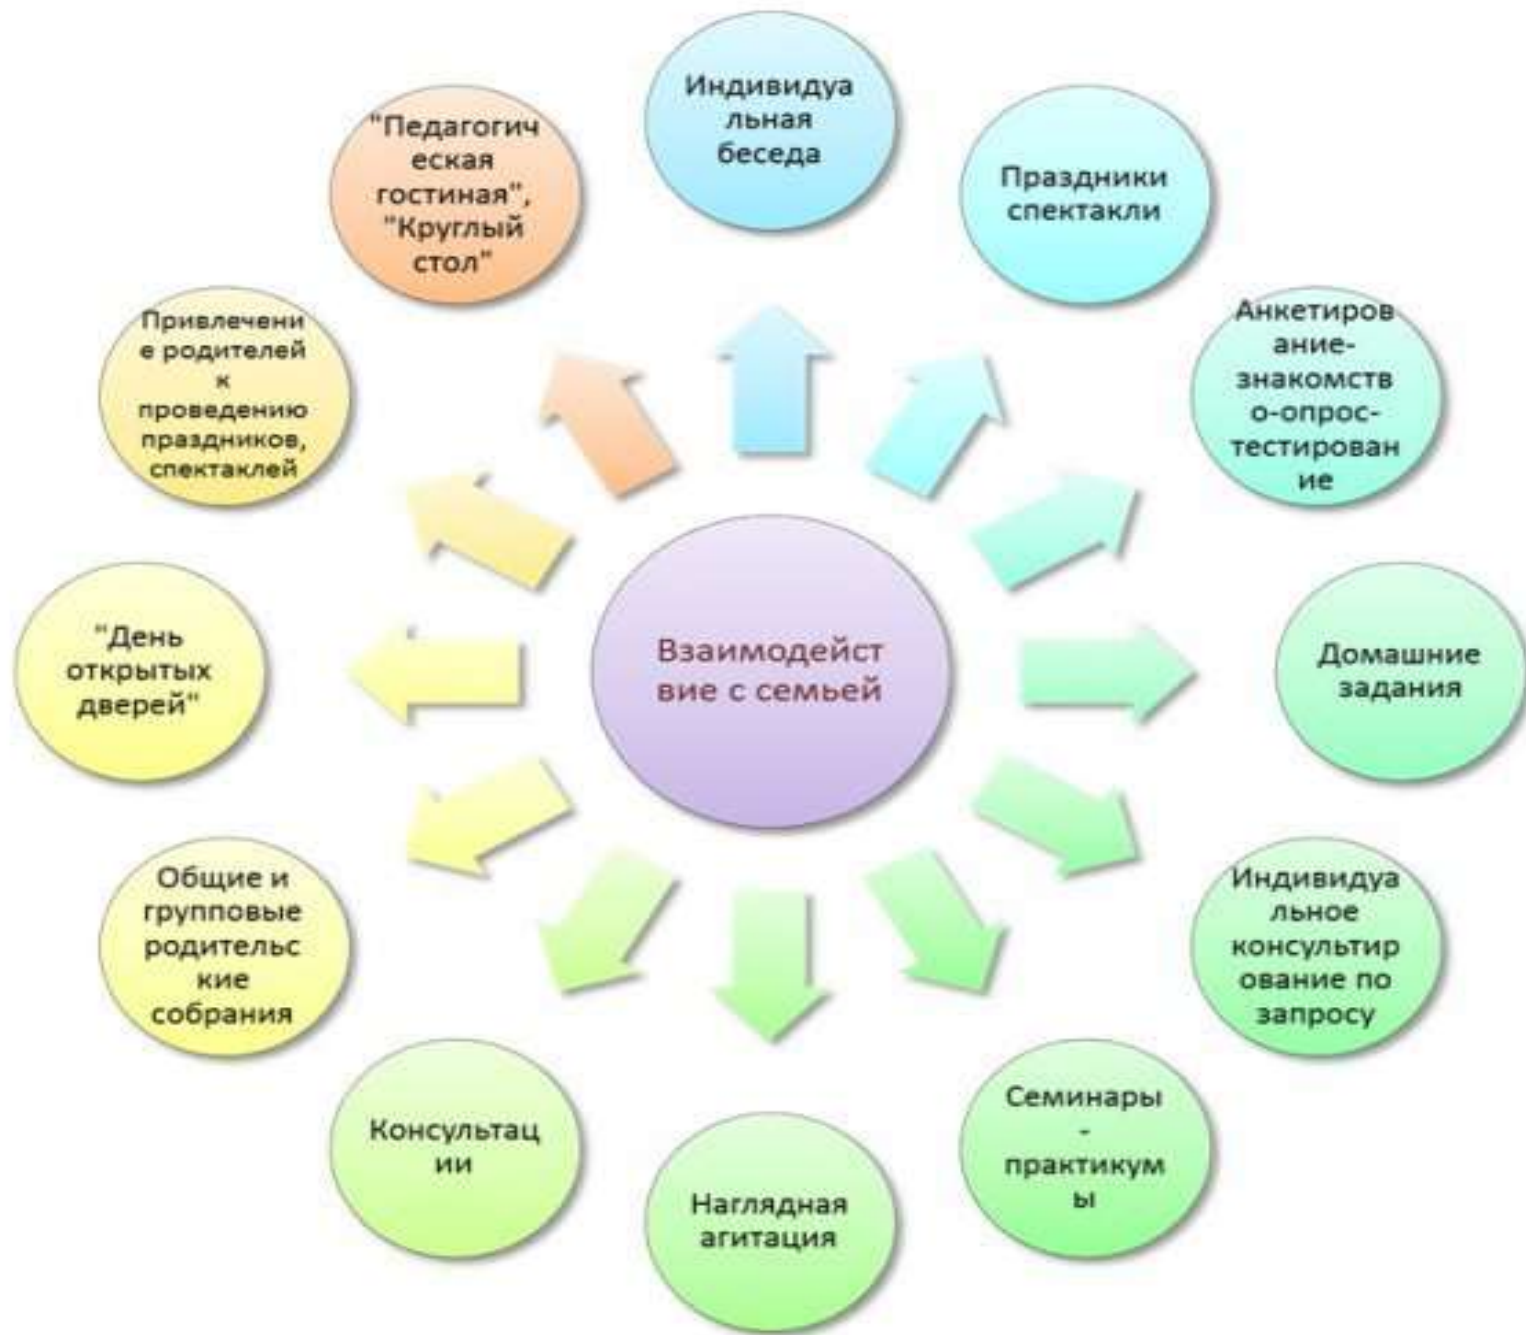 Индивидуа
льная
беседа
Праздники
спектакли
Анкетиров
ание-
знакомств
о-опрос-
тестирован
ие
Домашние
задания
Индивидуа
льное
консультир
ование по
запросу
Семинары
-
практикум
ы
Наглядная
агитация
Консультац
ии
Общие и
групповые
родительс
кие
собрания
"День
открытых
дверей"
Привлечени
е родителей
к
проведению
праздников,
спектаклей
"Педагогич
еская
гостиная",
"Круглый
стол"
Взаимодейст
вие с семьей